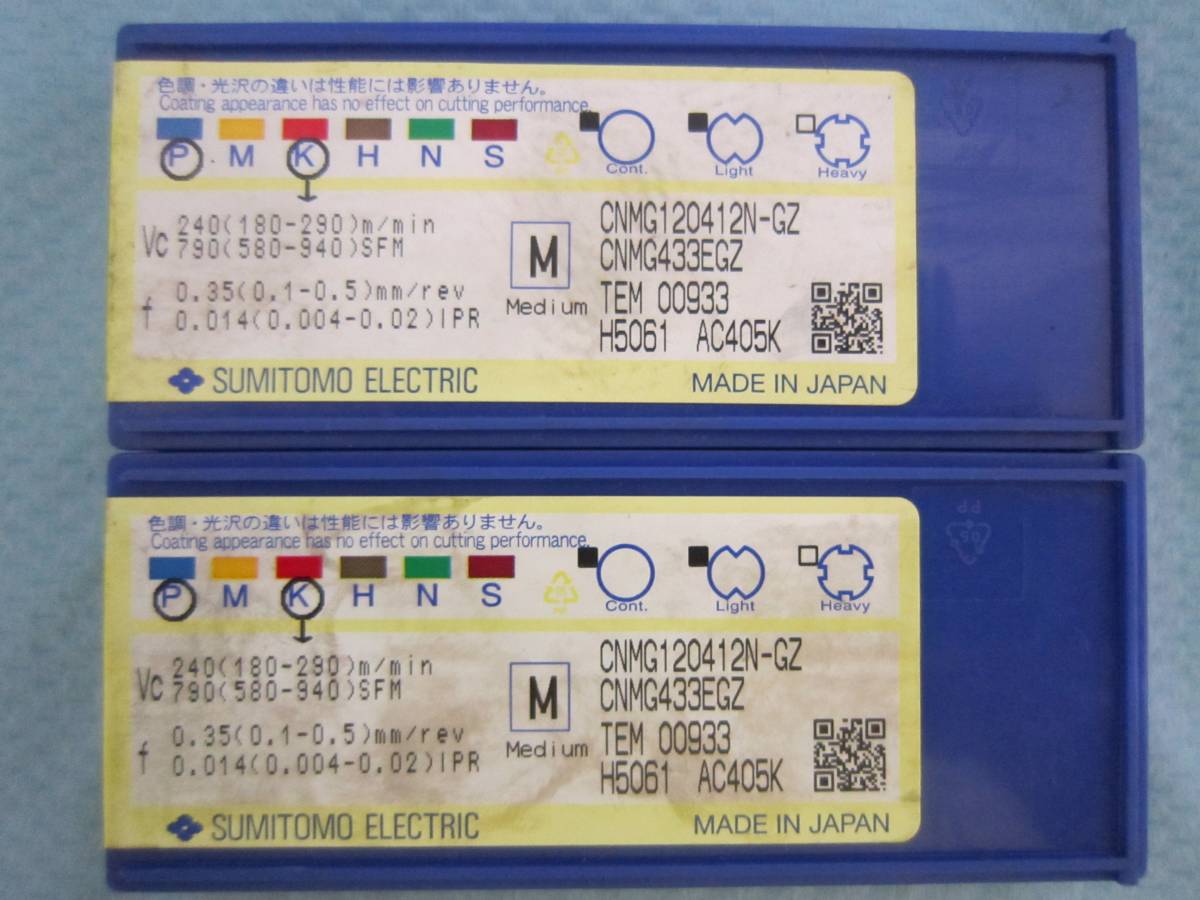 色調・光沢の違いは性能には影響ありません。
Coating appearance has no effect on cutting performance.
P M K H N S
Cont. Light Heavy
Vc 240(180-290)m/min
790(580-940)SFM
f 0.35(0.1-0.5)mm/rev
0.014(0.004-0.02)IPR
M
Medium
CNMG120412N-GZ
CNMG433EGZ
TEM 00933
H5061 AC405K
SUMITOMO ELECTRIC
MADE IN JAPAN
色調・光沢の違いは性能には影響ありません。
Coating appearance has no effect on cutting performance.
P M K H N S
Cont. Light Heavy
Vc 240(180-290)m/min
790(580-940)SFM
f 0.35(0.1-0.5)mm/rev
0.014(0.004-0.02)IPR
M
Medium
CNMG120412N-GZ
CNMG433EGZ
TEM 00933
H5061 AC405K
SUMITOMO ELECTRIC
MADE IN JAPAN
PP
05